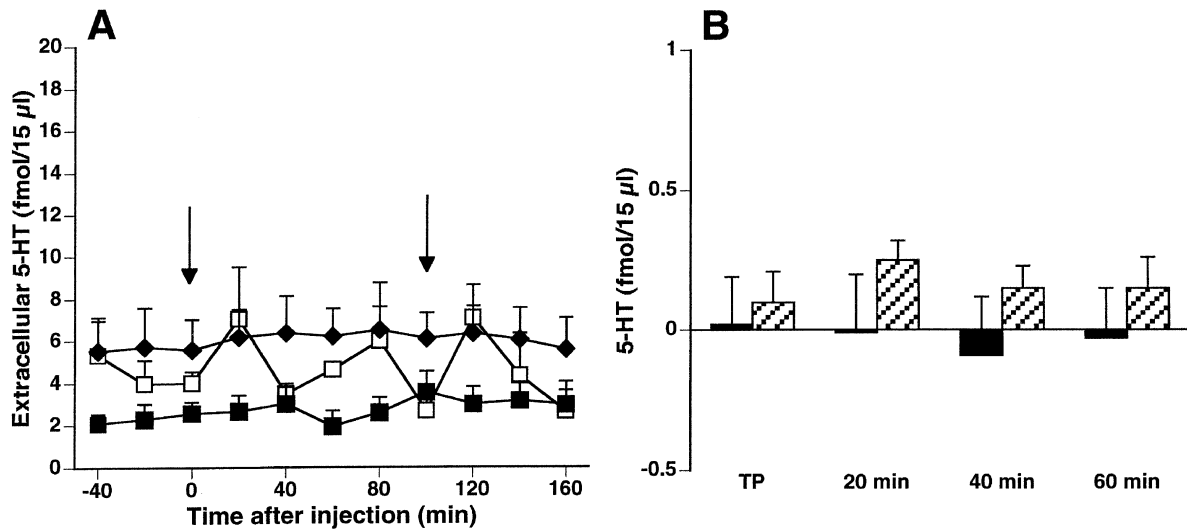 A
Extracellular 5-HT (fmol/15 µl)
20
18
16
14
12
10
8
6
4
2
0
-40 0 40 80 120 160
Time after injection (min)
B
5-HT (fmol/15 µl)
1
0.5
0
-0.5
TP 20 min 40 min 60 min